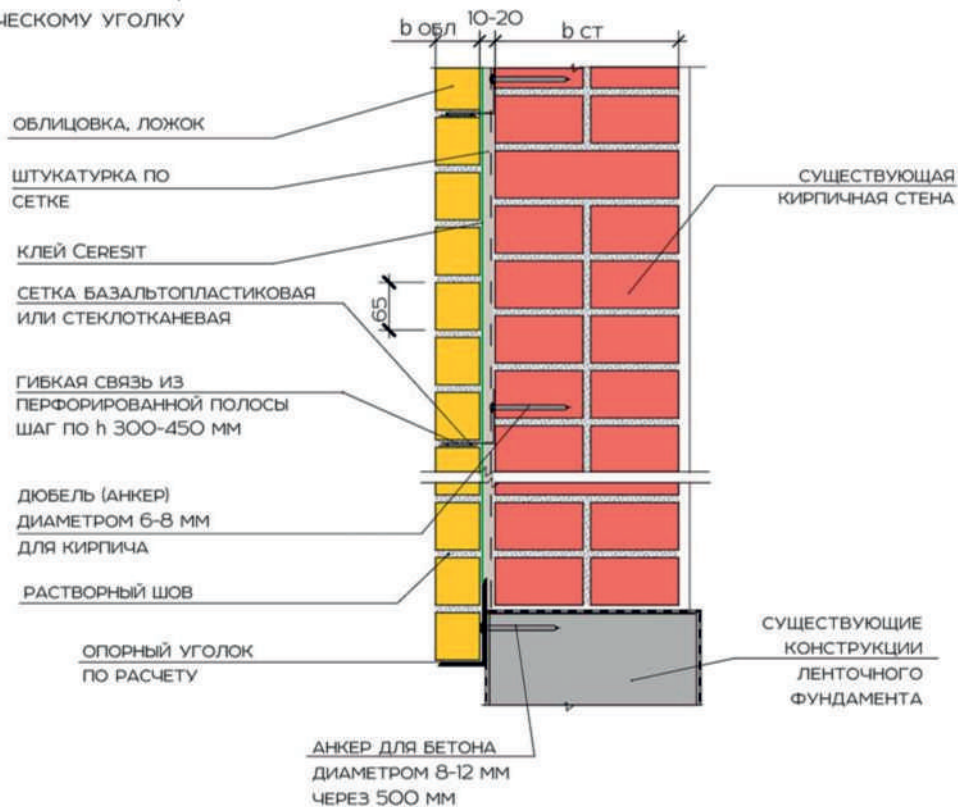 ЧЕСКОМУ УГОЛКУ
b ОБЛ 10-20 b СТ
ОБЛИЦОВКА, ЛОЖОК
ШТУКАТУРКА ПО
СЕТКЕ
КЛЕЙ CERESIT
СЕТКА БАЗАЛЬТОПЛАСТИКОВАЯ
ИЛИ СТЕКЛОТКАНЕВАЯ
65
ГИБКАЯ СВЯЗЬ ИЗ
ПЕРФОРИРОВАННОЙ ПОЛОСЫ
ШАГ ПО h 300-450 ММ
ДЮБЕЛЬ (АНКЕР)
ДИАМЕТРОМ 6-8 ММ
ДЛЯ КИРПИЧА
РАСТВОРНЫЙ ШОВ
ОПОРНЫЙ УГОЛОК
ПО РАСЧЕТУ
АНКЕР ДЛЯ БЕТОНА
ДИАМЕТРОМ 8-12 ММ
ЧЕРЕЗ 500 ММ
СУЩЕСТВУЮЩАЯ
КИРПИЧНАЯ СТЕНА
СУЩЕСТВУЮЩИЕ
КОНСТРУКЦИИ
ЛЕНТОЧНОГО
ФУНДАМЕНТА